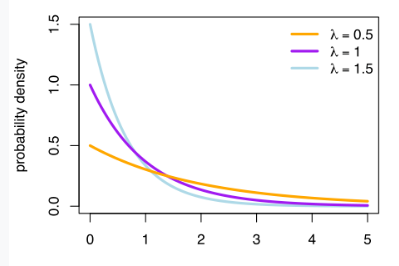 probability density
1.5
1.0
0.5
0.0
λ = 0.5
λ = 1
λ = 1.5
0 1 2 3 4 5